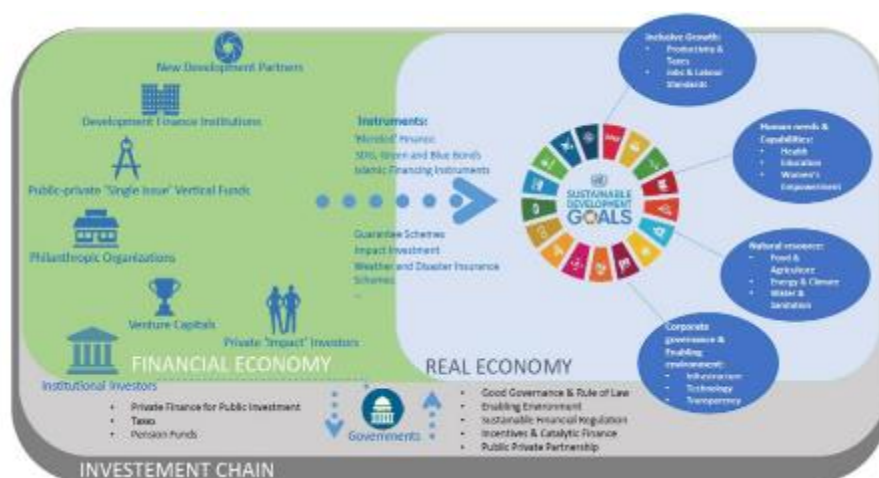 New Development Partners
Development Finance Institutions
Public-private 'Single Issue' Vertical Funds
Philanthropic Organizations
Venture Capitals
Private 'Impact' Investors
Institutional Investors
FINANCIAL ECONOMY
Instruments:
'Blended' Finance
SDG, Green and Blue Bonds
Islamic Financing Instruments
Guarantee Schemes
Impact Investment
Weather and Disaster Insurance
Schemes
...
SUSTAINABLE
DEVELOPMENT
GOALS
Inclusive Growth:
• Productivity &
Taxes
• Jobs & Labour
Standards
Human needs &
Capabilities:
• Health
• Education
• Women's
Empowerment
Natural resource:
• Food &
Agriculture
• Energy & Climate
• Water &
Sanitation
Corporate
governance &
Enabling
environment:
• Infrastructure
• Technology
• Transparency
REAL ECONOMY
• Private Finance for Public Investment
• Taxes
• Pension Funds
Governments
• Good Governance & Rule of Law
• Enabling Environment
• Sustainable Financial Regulation
• Incentives & Catalytic Finance
• Public Private Partnership
INVESTEMENT CHAIN